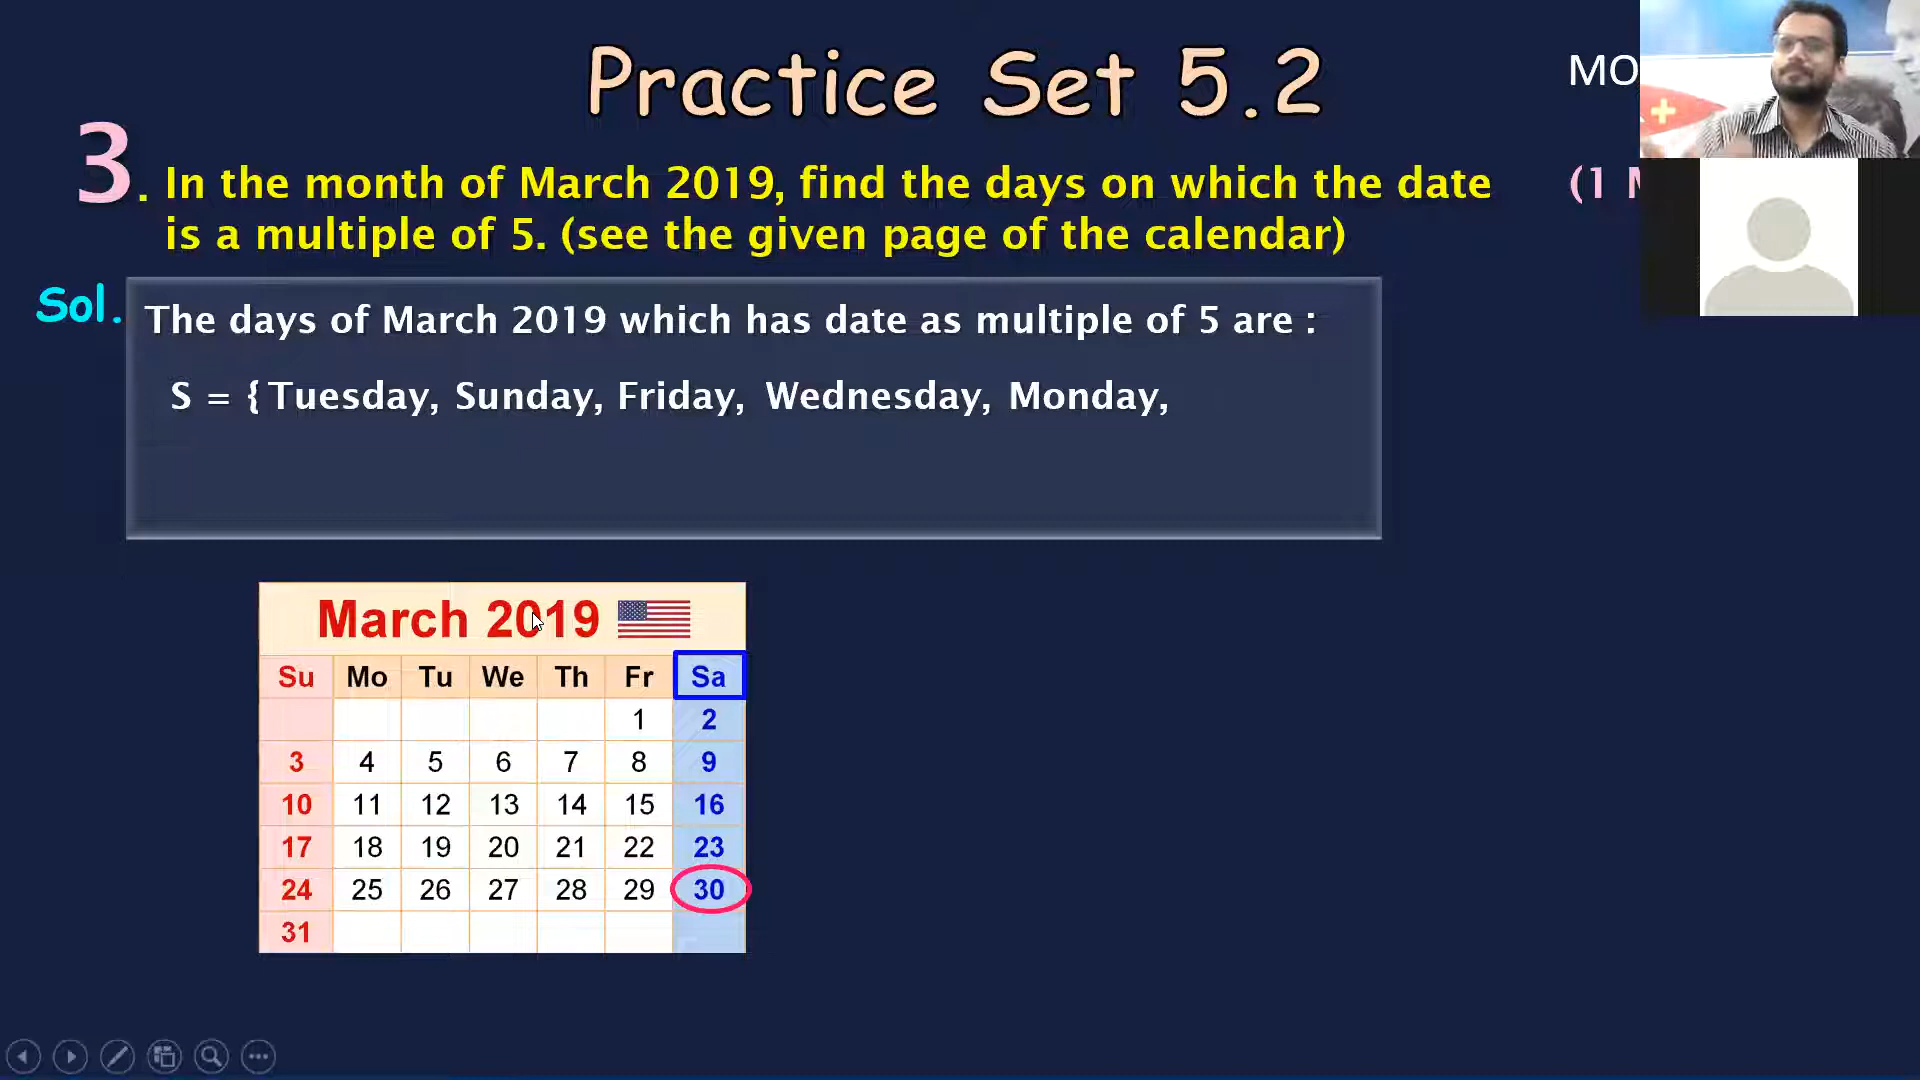 Practice Set 5.2
MO
3. In the month of March 2019, find the days on which the date
is a multiple of 5. (see the given page of the calendar)
(1
Sol.
The days of March 2019 which has date as multiple of 5 are :
S = { Tuesday, Sunday, Friday, Wednesday, Monday,
March 2019
Su Mo Tu We Th Fr Sa
1 2
3 4 5 6 7 8 9
10 11 12 13 14 15 16
17 18 19 20 21 22 23
24 25 26 27 28 29 30
31